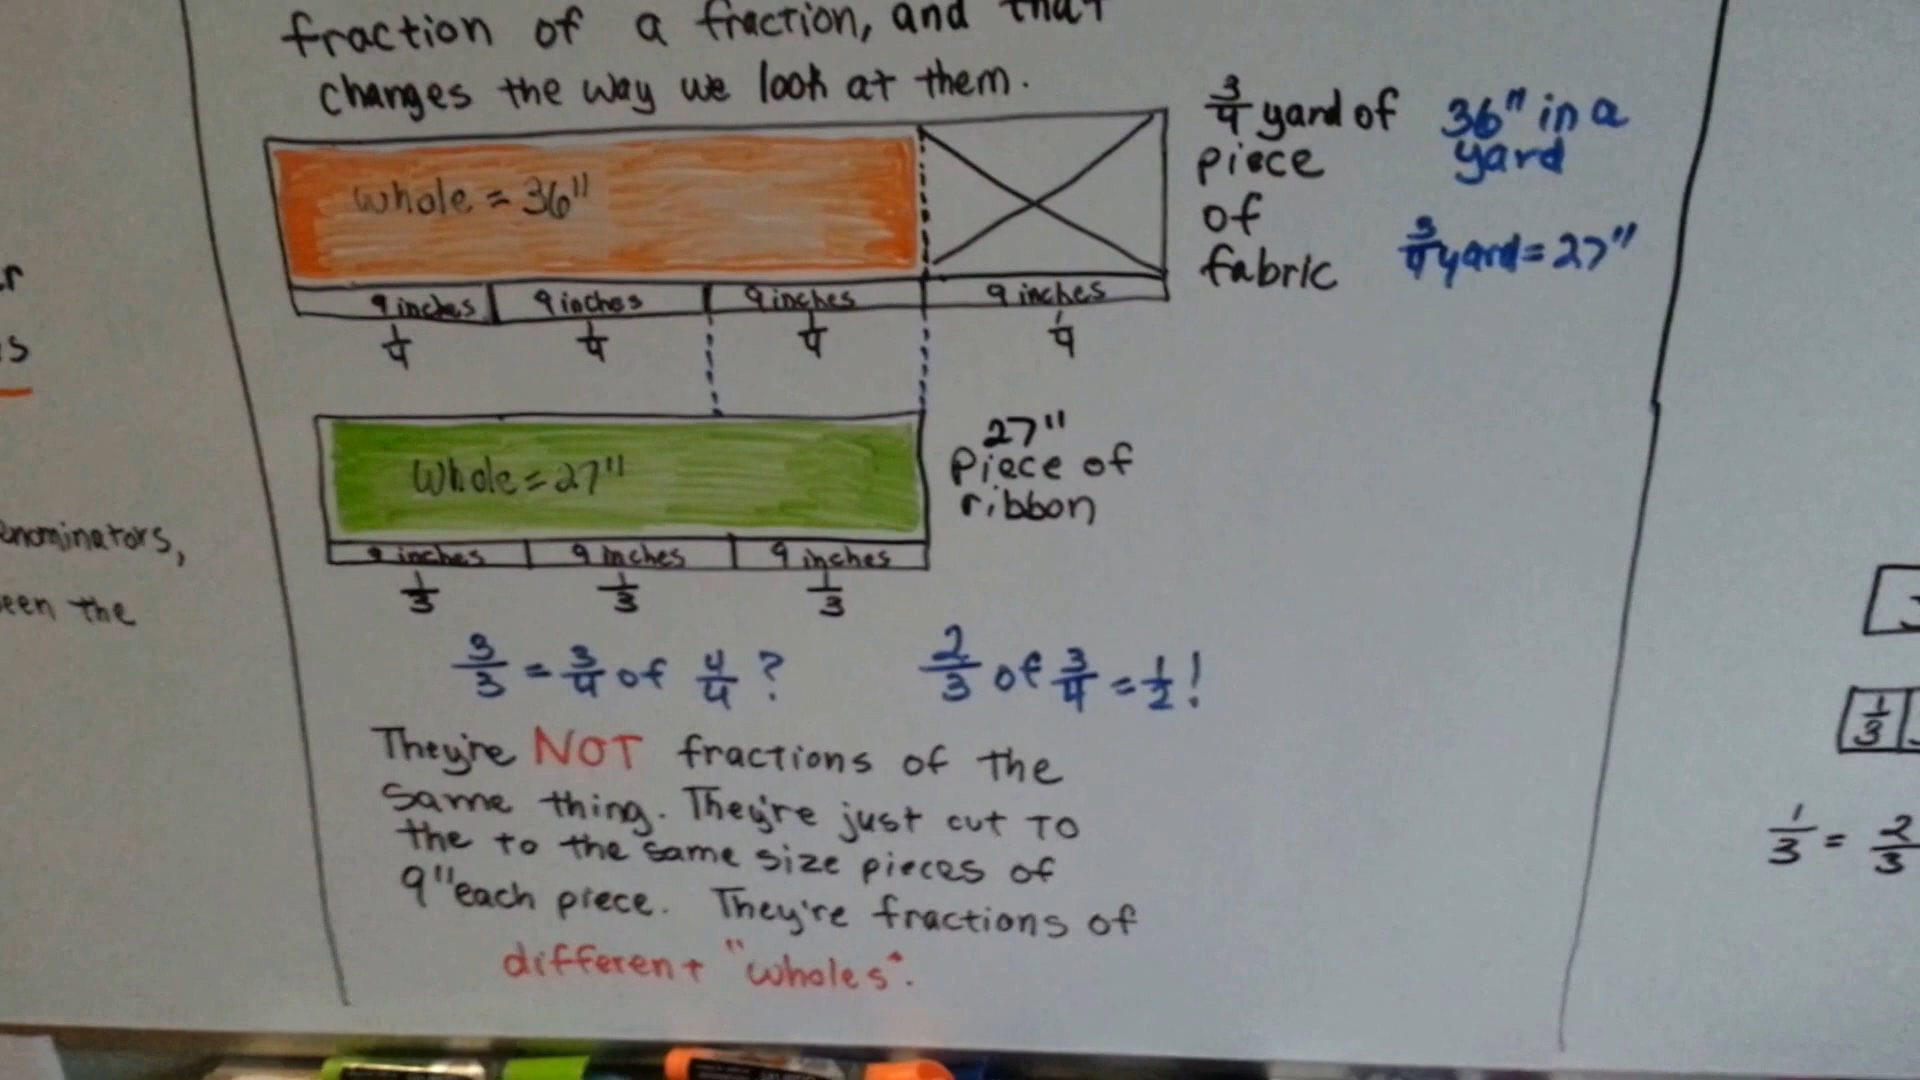 fraction of a fraction, and that
changes the way we look at them.
3/4 yard of
piece
of
fabric
36" in a
yard
3/4 yard = 27"
Whole = 36"
9 inches 9 inches 9 inches 9 inches
1/4 1/4 1/4 1/4
Whole = 27"
27"
Piece of
ribbon
9 inches 9 inches 9 inches
1/3 1/3 1/3
3/3 = 3/4 of 4/4 ? 2/3 of 3/4 = 1/2 !
They're NOT fractions of the
same thing. They're just cut TO
the to the same size pieces of
9" each piece. They're fractions of
different "wholes".
1/3
1/3 = 2/3